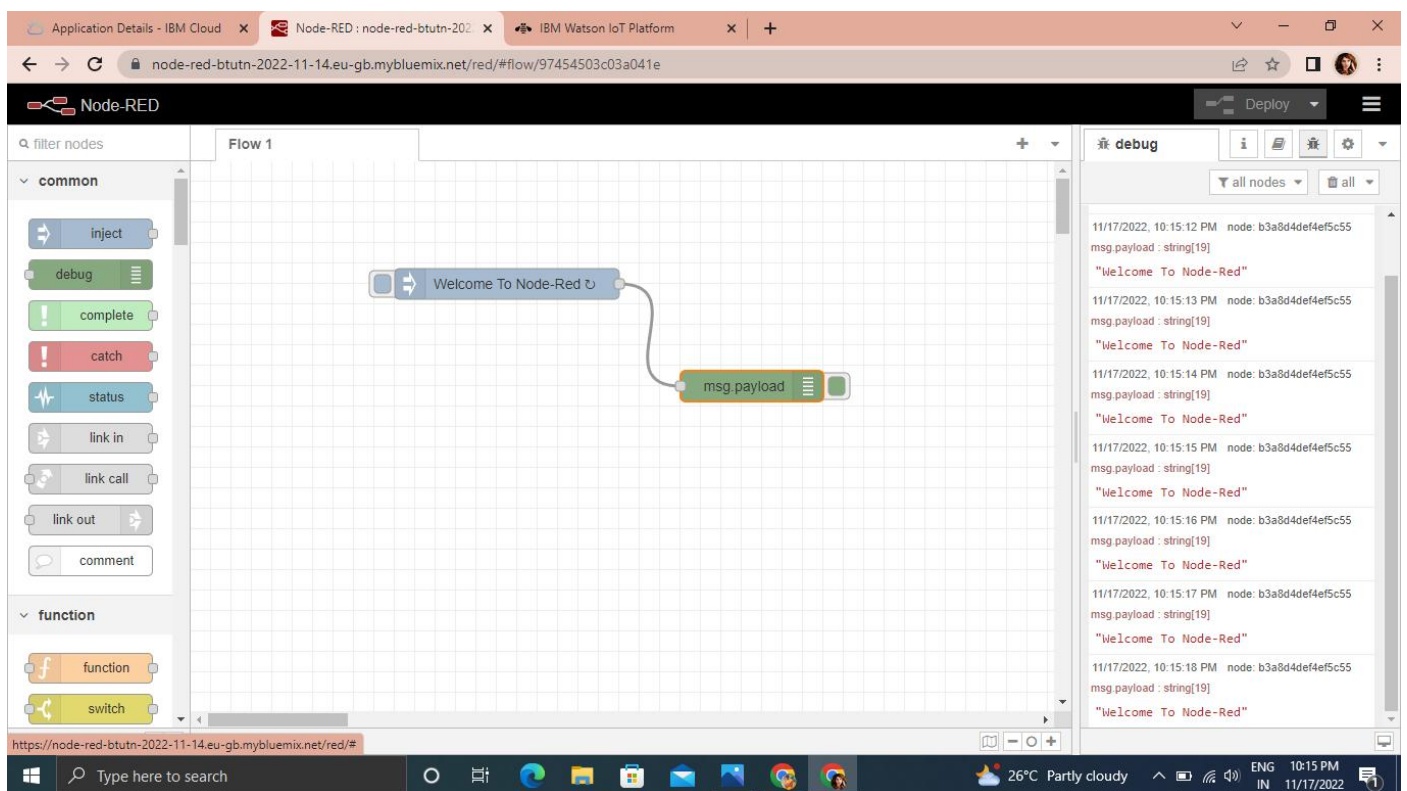 Application Details - IBM Cloud
Node-RED : node-red-btutn-202
IBM Watson IoT Platform
node-red-btutn-2022-11-14.eu-gb.mybluemix.net/red/#flow/97454503c03a041e
Node-RED
Deploy
filter nodes
Flow 1
debug
i
common
all nodes
all
inject
debug
complete
catch
status
link in
link call
link out
comment
function
function
switch
Welcome To Node-Red ↻
msg.payload
11/17/2022, 10:15:12 PM node: b3a8d4def4ef5c55
msg.payload : string[19]
"Welcome To Node-Red"
11/17/2022, 10:15:13 PM node: b3a8d4def4ef5c55
msg.payload : string[19]
"Welcome To Node-Red"
11/17/2022, 10:15:14 PM node: b3a8d4def4ef5c55
msg.payload : string[19]
"Welcome To Node-Red"
11/17/2022, 10:15:15 PM node: b3a8d4def4ef5c55
msg.payload : string[19]
"Welcome To Node-Red"
11/17/2022, 10:15:16 PM node: b3a8d4def4ef5c55
msg.payload : string[19]
"Welcome To Node-Red"
11/17/2022, 10:15:17 PM node: b3a8d4def4ef5c55
msg.payload : string[19]
"Welcome To Node-Red"
11/17/2022, 10:15:18 PM node: b3a8d4def4ef5c55
msg.payload : string[19]
"Welcome To Node-Red"
https://node-red-btutn-2022-11-14.eu-gb.mybluemix.net/red/#
Type here to search
26°C Partly cloudy
ENG
IN
10:15 PM
11/17/2022
1